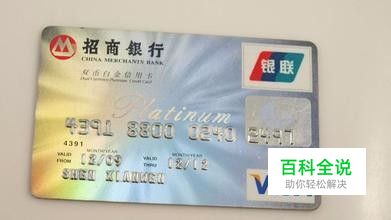 招商银行
CHINA MERCHANTS BANK
双币白金信用卡
Dual Currency Platinum Credit Card
银联
Platinum
4391 8800 0240
4391
MONTH/YEAR MONTH/YEAR
VALID FROM 12/09 VALID THRU 12/12
SHEN
百科全说
助你轻松解决